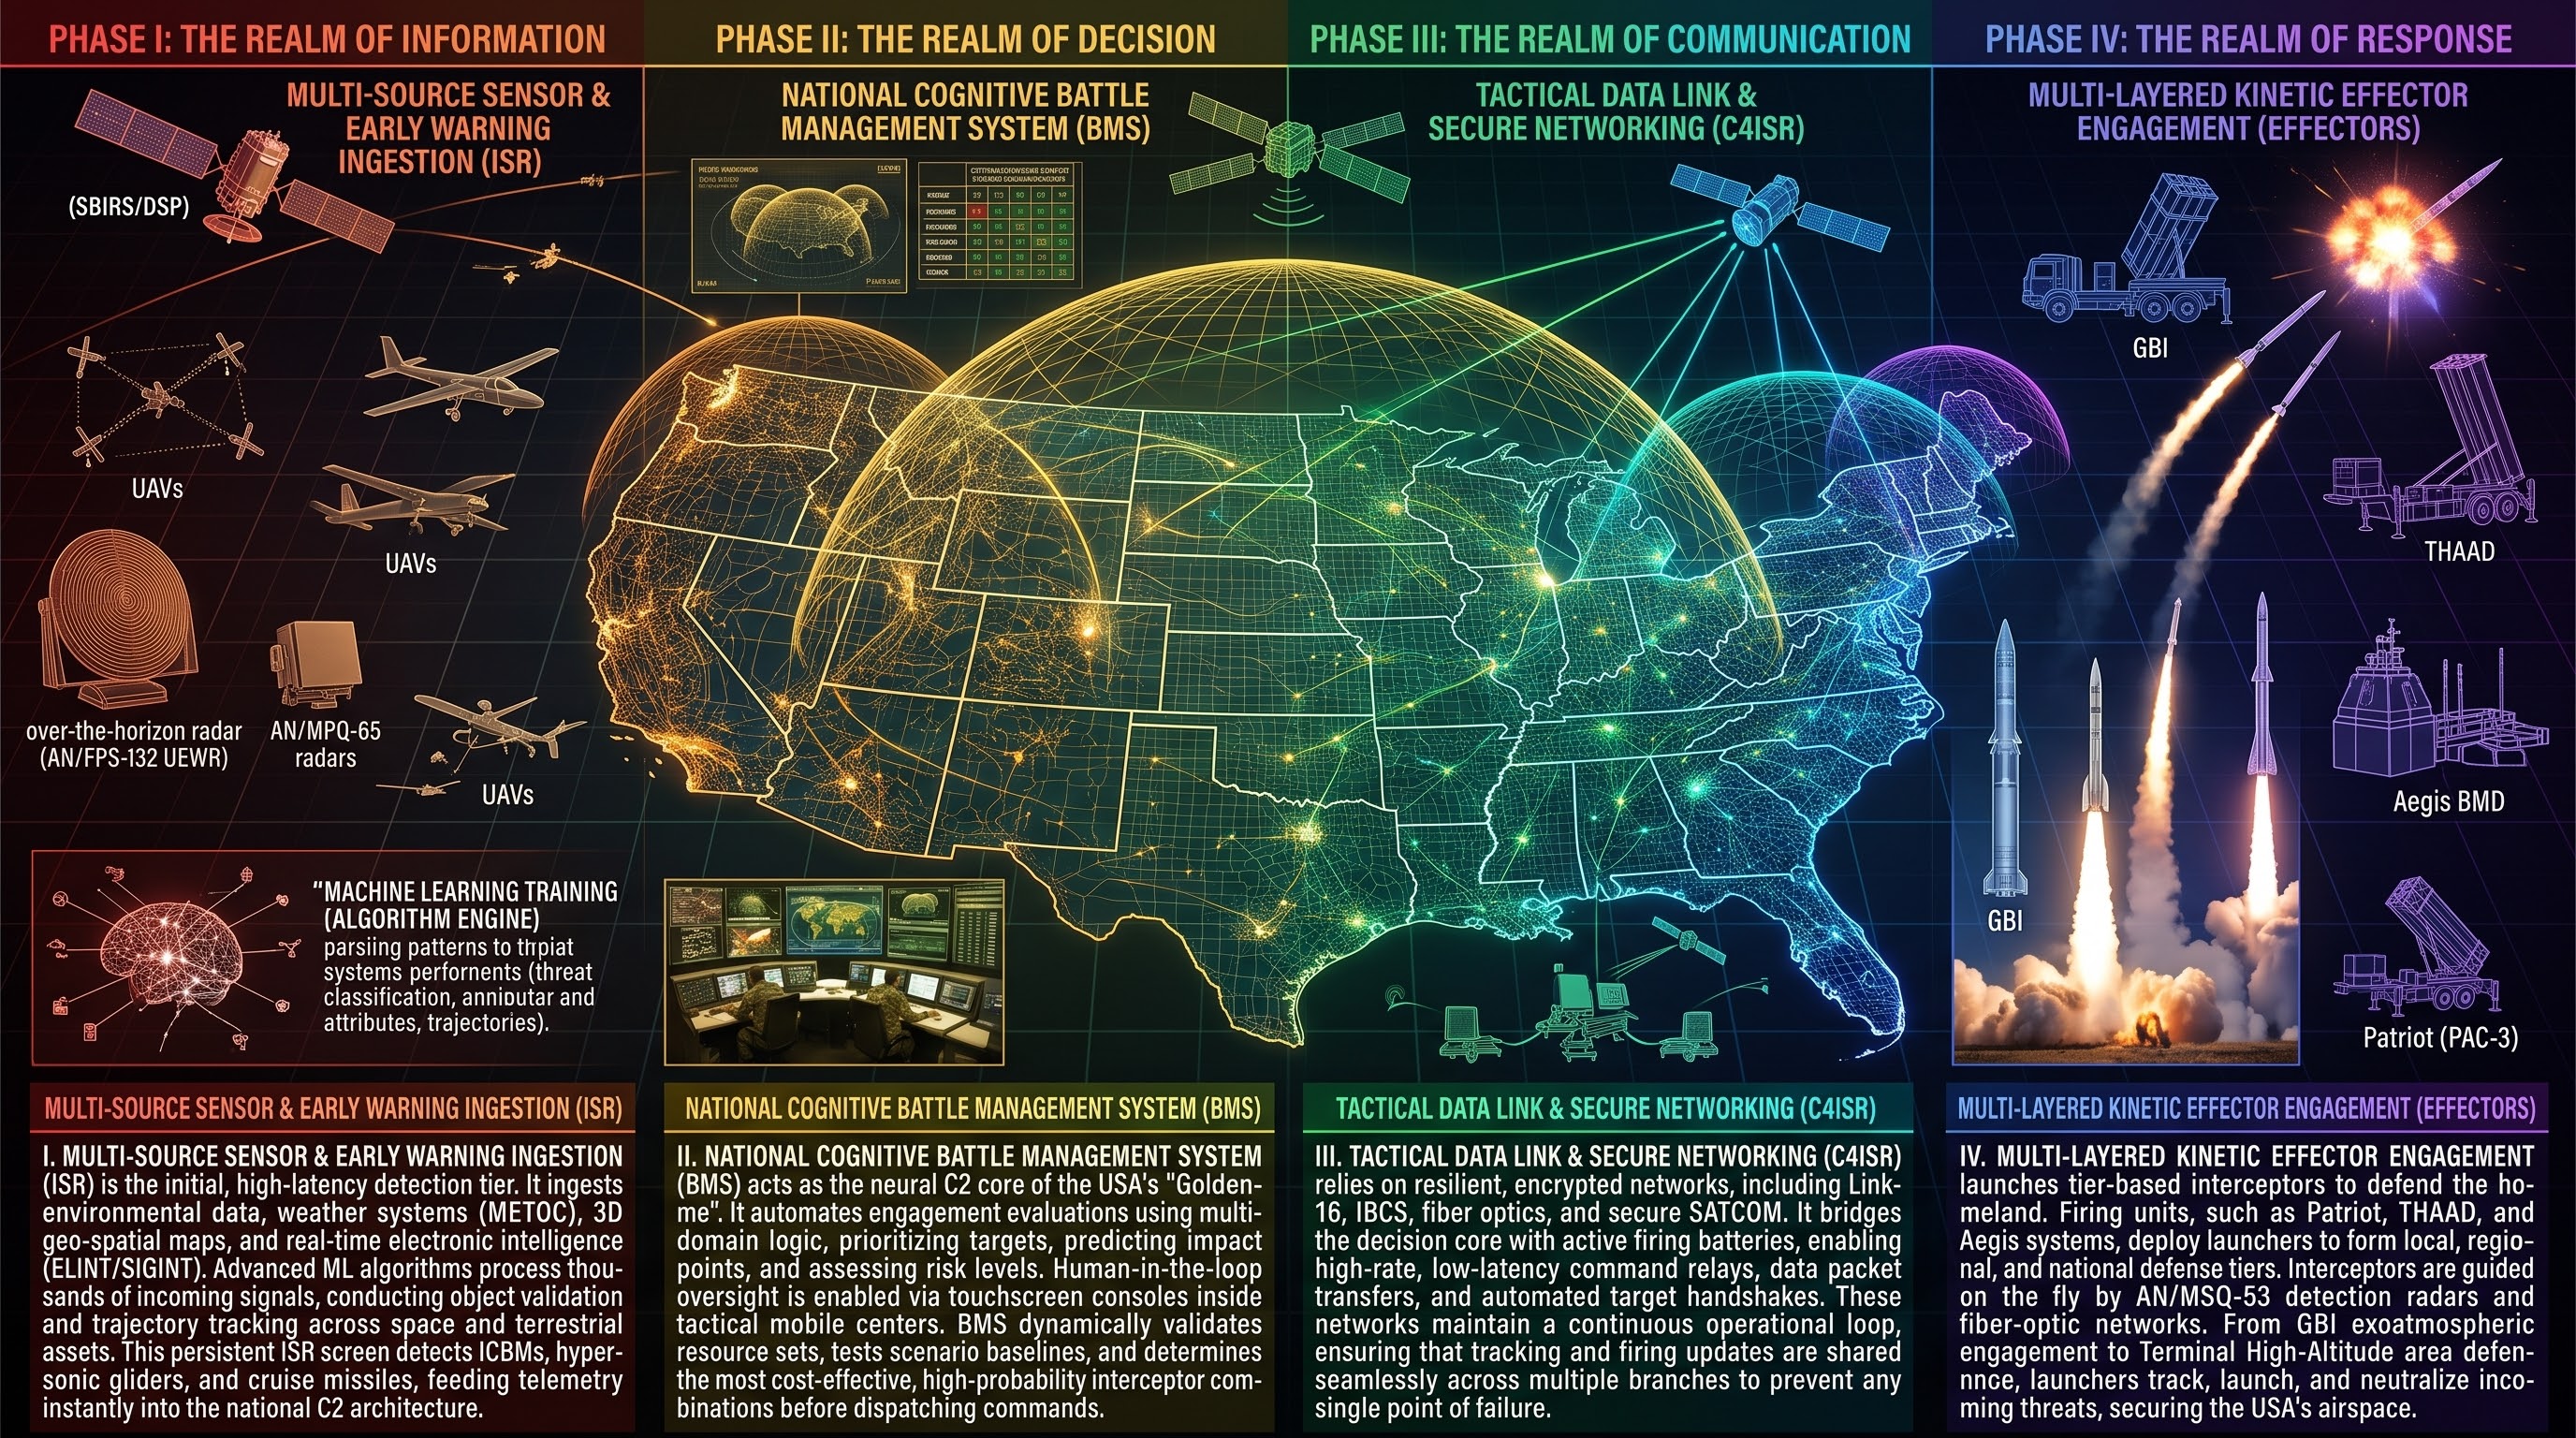 PHASE I: THE REALM OF INFORMATION
PHASE II: THE REALM OF DECISION
PHASE III: THE REALM OF COMMUNICATION
PHASE IV: THE REALM OF RESPONSE
MULTI-SOURCE SENSOR &
EARLY WARNING
INGESTION (ISR)
(SBIRS/DSP)
UAVs
UAVs
over-the-horizon radar
(AN/FPS-132 UEWR)
AN/MPQ-65
radars
UAVs
"MACHINE LEARNING TRAINING
(ALGORITHM ENGINE)
parsiing patterns to thpiat
systems perfornents (threat
classification, annibutar and
attributes, trajectories).
NATIONAL COGNITIVE BATTLE
MANAGEMENT SYSTEM (BMS)
TACTICAL DATA LINK &
SECURE NETWORKING (C4ISR)
MULTI-LAYERED KINETIC EFFECTOR
ENGAGEMENT (EFFECTORS)
GBI
THAAD
Aegis BMD
GBI
Patriot (PAC-3)
MULTI-SOURCE SENSOR & EARLY WARNING INGESTION (ISR)
I. MULTI-SOURCE SENSOR & EARLY WARNING INGESTION
(ISR) is the initial, high-latency detection tier. It ingests
environmental data, weather systems (METOC), 3D
geo-spatial maps, and real-time electronic intelligence
(ELINT/SIGINT). Advanced ML algorithms process thou-
sands of incoming signals, conducting object validation
and trajectory tracking across space and terrestrial
assets. This persistent ISR screen detects ICBMs, hyper-
sonic gliders, and cruise missiles, feeding telemetry
instantly into the national C2 architecture.
NATIONAL COGNITIVE BATTLE MANAGEMENT SYSTEM (BMS)
II. NATIONAL COGNITIVE BATTLE MANAGEMENT SYSTEM
(BMS) acts as the neural C2 core of the USA's "Golden-
me". It automates engagement evaluations using multi-
domain logic, prioritizing targets, predicting impact
points, and assessing risk levels. Human-in-the-loop
oversight is enabled via touchscreen consoles inside
tactical mobile centers. BMS dynamically validates
resource sets, tests scenario baselines, and determines
the most cost-effective, high-probability interceptor com-
binations before dispatching commands.
TACTICAL DATA LINK & SECURE NETWORKING (C4ISR)
III. TACTICAL DATA LINK & SECURE NETWORKING (C4ISR)
relies on resilient, encrypted networks, including Link-
16, IBCS, fiber optics, and secure SATCOM. It bridges
the decision core with active firing batteries, enabling
high-rate, low-latency command relays, data packet
transfers, and automated target handshakes. These
networks maintain a continuous operational loop,
ensuring that tracking and firing updates are shared
seamlessly across multiple branches to prevent any
single point of failure.
MULTI-LAYERED KINETIC EFFECTOR ENGAGEMENT (EFFECTORS)
IV. MULTI-LAYERED KINETIC EFFECTOR ENGAGEMENT
launches tier-based interceptors to defend the ho-
meland. Firing units, such as Patriot, THAAD, and
Aegis systems, deploy launchers to form local, regio-
nal, and national defense tiers. Interceptors are guided
on the fly by AN/MSQ-53 detection radars and
fiber-optic networks. From GBI exoatmospheric
engagement to Terminal High-Altitude area defen-
nnce, launchers track, launch, and neutralize inco-
ming threats, securing the USA's airspace.